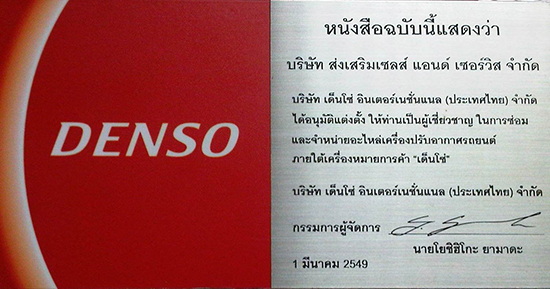 DENSO
หนังสือฉบับนี้แสดงว่า
บริษัท ส่งเสริมเซลส์ แอนด์ เซอร์วิส จำกัด
บริษัท เด็นโซ่ อินเตอร์เนชั่นแนล (ประเทศไทย) จำกัด
ได้อนุมัติแต่งตั้ง ให้ท่านเป็นผู้เชี่ยวชาญ ในการซ่อม
และจำหน่ายอะไหล่เครื่องปรับอากาศรถยนต์
ภายใต้เครื่องหมายการค้า "เด็นโซ่"
บริษัท เด็นโซ่ อินเตอร์เนชั่นแนล (ประเทศไทย) จำกัด
กรรมการผู้จัดการ
นายโยชิฮิโกะ ยามาดะ
1 มีนาคม 2549